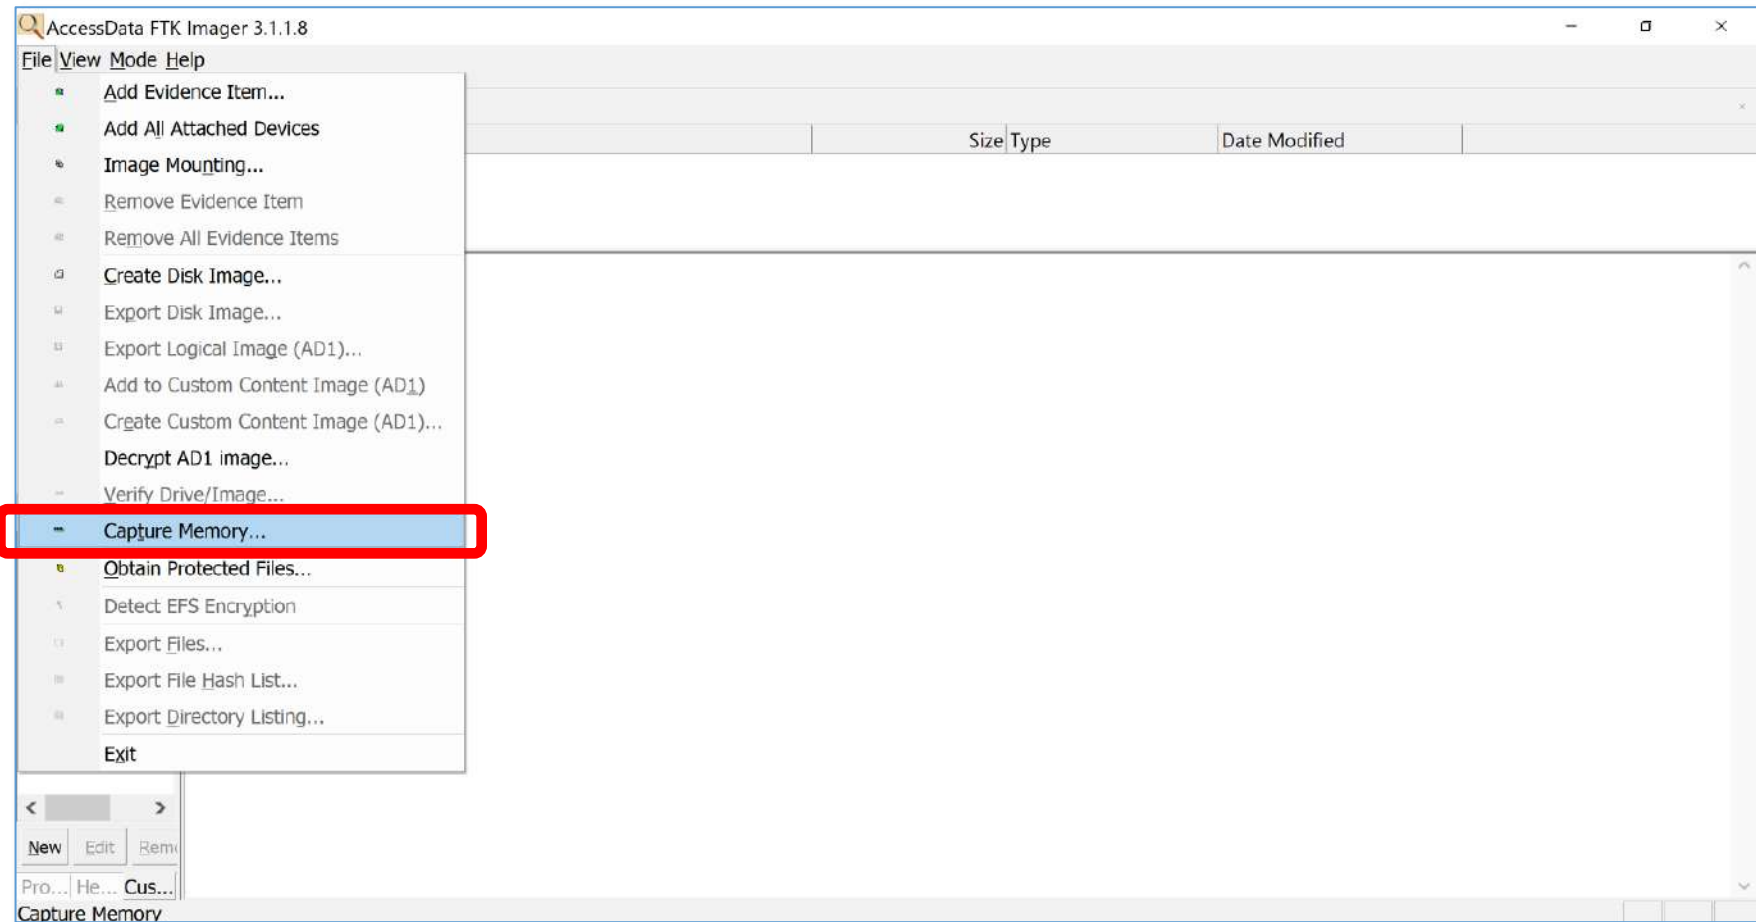 AccessData FTK Imager 3.1.1.8
File View Mode Help
Add Evidence Item...
Add All Attached Devices
Image Mounting...
Remove Evidence Item
Remove All Evidence Items
Create Disk Image...
Export Disk Image...
Export Logical Image (AD1)...
Add to Custom Content Image (AD1)
Create Custom Content Image (AD1)...
Decrypt AD1 image...
Verify Drive/Image...
Capture Memory...
Obtain Protected Files...
Detect EFS Encryption
Export Files...
Export File Hash List...
Export Directory Listing...
Exit
Size Type Date Modified
New Edit Remo
Pro... He... Cus...
Capture Memory